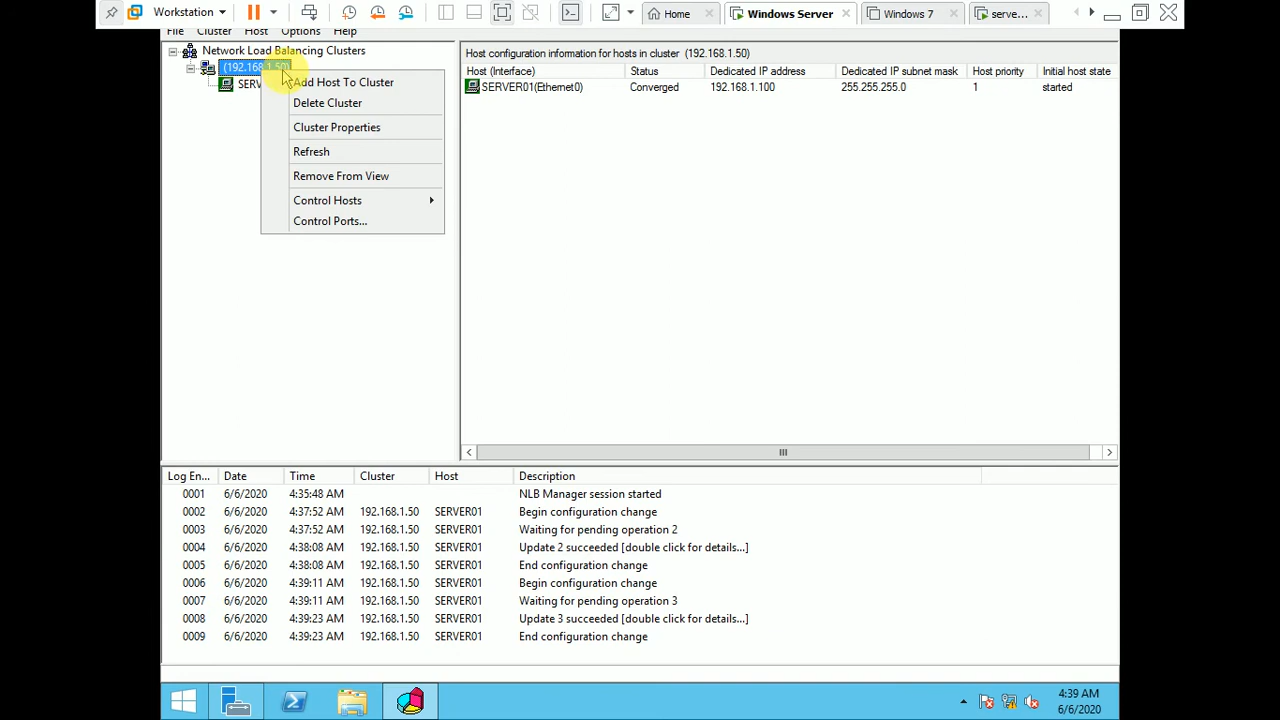 Workstation
Home
Windows Server
Windows 7
serve...
File Cluster Host Options Help
Network Load Balancing Clusters
(192.168.1.50)
SERV
Add Host To Cluster
Delete Cluster
Cluster Properties
Refresh
Remove From View
Control Hosts
Control Ports...
Host configuration information for hosts in cluster (192.168.1.50)
Host (Interface) Status Dedicated IP address Dedicated IP subnet mask Host priority Initial host state
SERVER01(Ethernet0) Converged 192.168.1.100 255.255.255.0 1 started
Log En... Date Time Cluster Host Description
0001 6/6/2020 4:35:48 AM NLB Manager session started
0002 6/6/2020 4:37:52 AM 192.168.1.50 SERVER01 Begin configuration change
0003 6/6/2020 4:37:52 AM 192.168.1.50 SERVER01 Waiting for pending operation 2
0004 6/6/2020 4:38:08 AM 192.168.1.50 SERVER01 Update 2 succeeded [double click for details...]
0005 6/6/2020 4:38:08 AM 192.168.1.50 SERVER01 End configuration change
0006 6/6/2020 4:39:11 AM 192.168.1.50 SERVER01 Begin configuration change
0007 6/6/2020 4:39:11 AM 192.168.1.50 SERVER01 Waiting for pending operation 3
0008 6/6/2020 4:39:23 AM 192.168.1.50 SERVER01 Update 3 succeeded [double click for details...]
0009 6/6/2020 4:39:23 AM 192.168.1.50 SERVER01 End configuration change
4:39 AM
6/6/2020